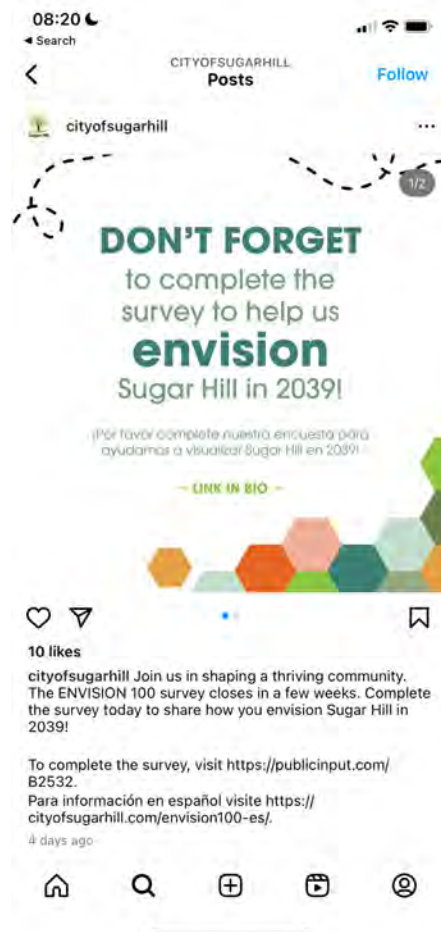 08:20
Search
CITYOFSUGARHILL
Posts
Follow
cityofsugarhill
1/2
DON'T FORGET
to complete the
survey to help us
envision
Sugar Hill in 2039!
¡Por favor complete nuestra encuesta para
ayudarnos a visualizar Sugar Hill en 2039!
– LINK IN BIO –
10 likes
cityofsugarhill Join us in shaping a thriving community.
The ENVISION 100 survey closes in a few weeks. Complete
the survey today to share how you envision Sugar Hill in
2039!
To complete the survey, visit https://publicinput.com/
B2532.
Para información en español visite https://
cityofsugarhill.com/envision100-es/.
4 days ago